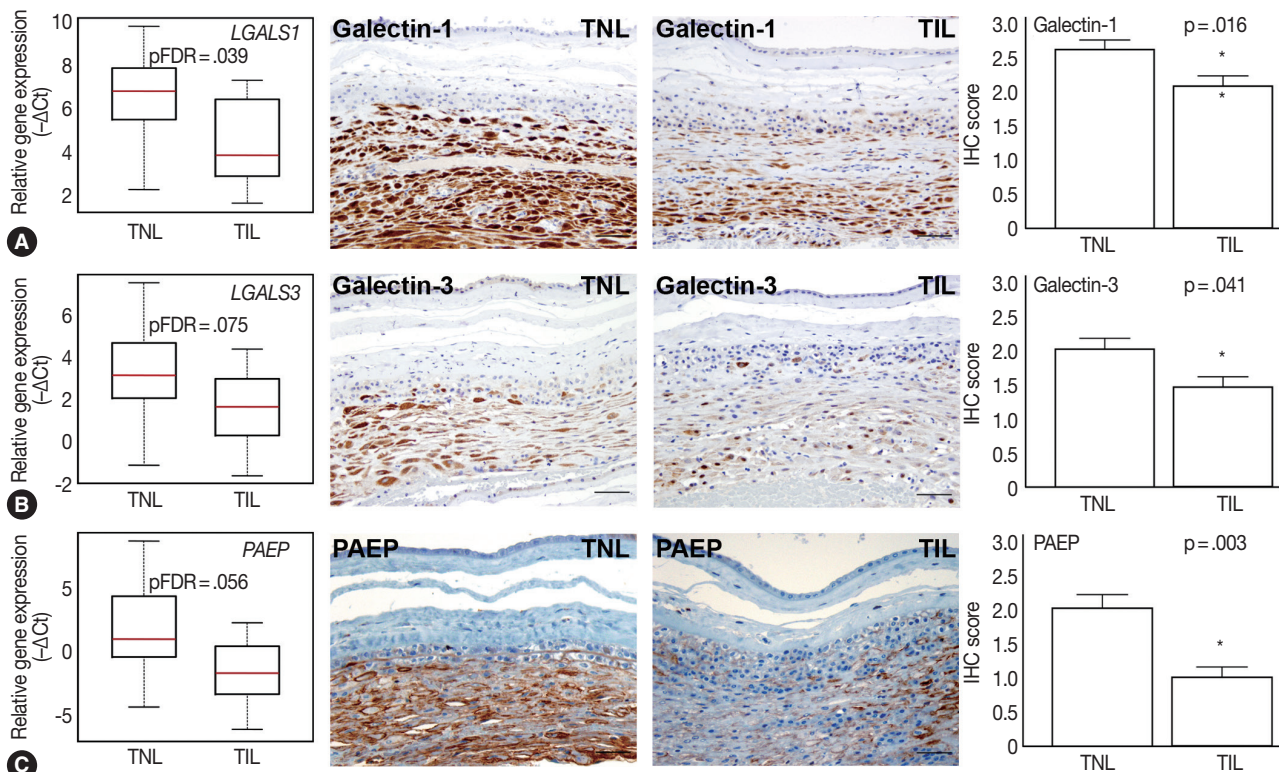 A
Relative gene expression
(–ΔCt)
10
8
6
4
2
LGALS1
pFDR = .039
TNL
TIL
Galectin-1
TNL
Galectin-1
TIL
IHC score
3.0
2.5
2.0
1.5
1.0
0.5
0
Galectin-1
p = .016
*
*
TNL
TIL
B
Relative gene expression
(–ΔCt)
6
4
2
0
-2
LGALS3
pFDR = .075
TNL
TIL
Galectin-3
TNL
Galectin-3
TIL
IHC score
3.0
2.5
2.0
1.5
1.0
0.5
0
Galectin-3
p = .041
*
TNL
TIL
C
Relative gene expression
(–ΔCt)
5
0
-5
PAEP
pFDR = .056
TNL
TIL
PAEP
TNL
PAEP
TIL
IHC score
3.0
2.5
2.0
1.5
1.0
0.5
0
PAEP
p = .003
*
TNL
TIL